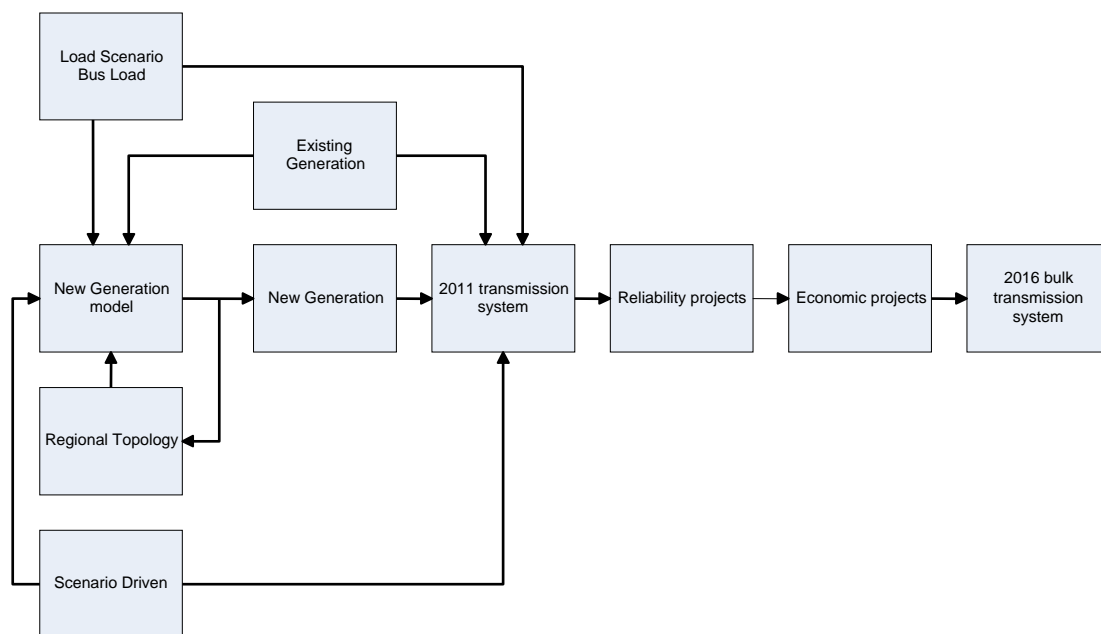 Load Scenario
Bus Load
Existing
Generation
New Generation
model
New Generation
2011 transmission
system
Reliability projects
Economic projects
2016 bulk
transmission
system
Regional Topology
Scenario Driven